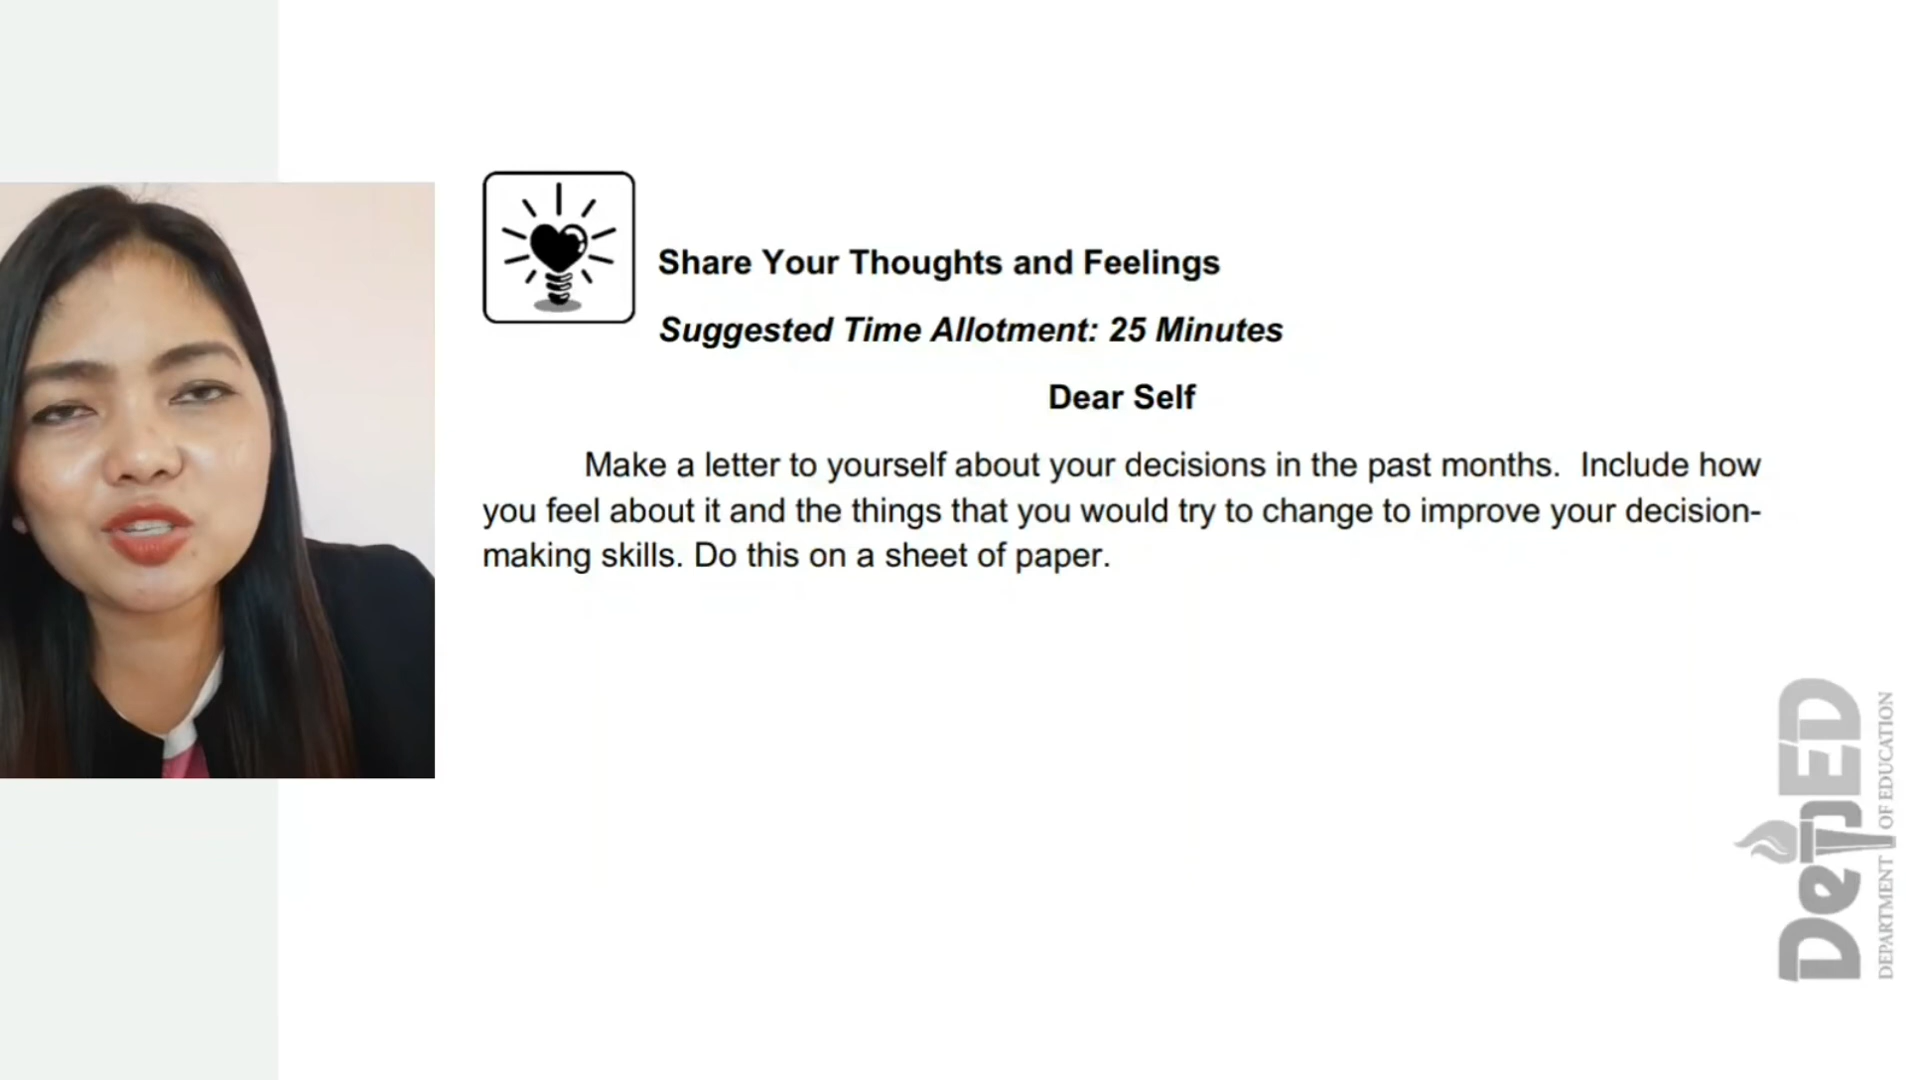 Share Your Thoughts and Feelings
Suggested Time Allotment: 25 Minutes
Dear Self
Make a letter to yourself about your decisions in the past months. Include how
you feel about it and the things that you would try to change to improve your decision-
making skills. Do this on a sheet of paper.
DepED
DEPARTMENT OF EDUCATION